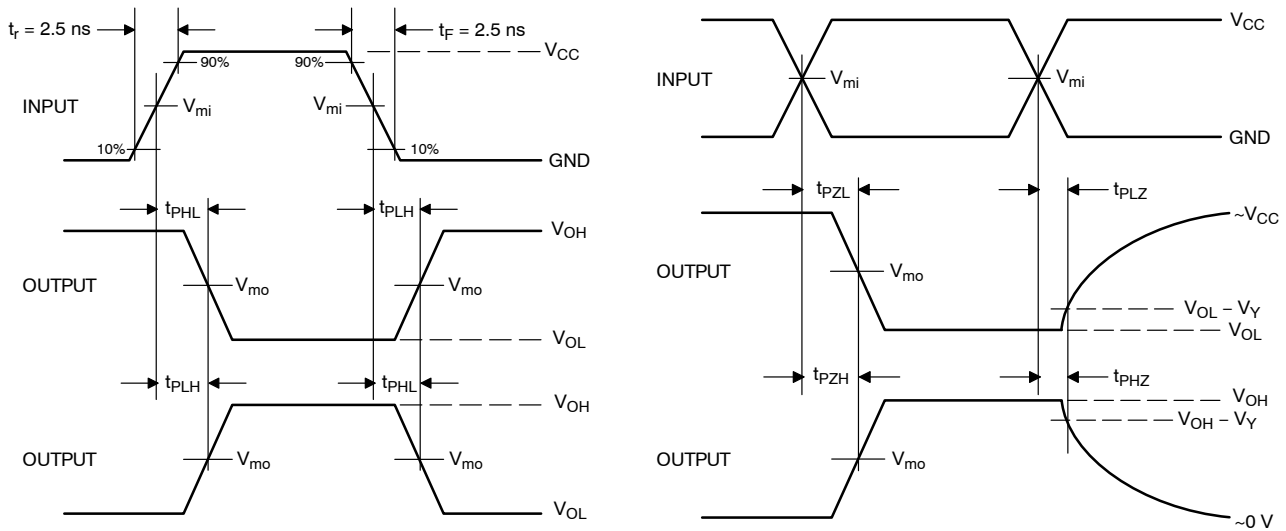 t_r = 2.5 ns
t_F = 2.5 ns
V_CC
90%
90%
INPUT
V_mi
V_mi
10%
10%
GND
t_PHL
t_PLH
V_OH
OUTPUT
V_mo
V_mo
V_OL
t_PLH
t_PHL
V_OH
OUTPUT
V_mo
V_mo
V_OL
V_CC
INPUT
V_mi
V_mi
GND
t_PZL
t_PLZ
~V_CC
OUTPUT
V_mo
V_OL – V_Y
V_OL
t_PZH
t_PHZ
V_OH
V_OH – V_Y
OUTPUT
V_mo
~0 V